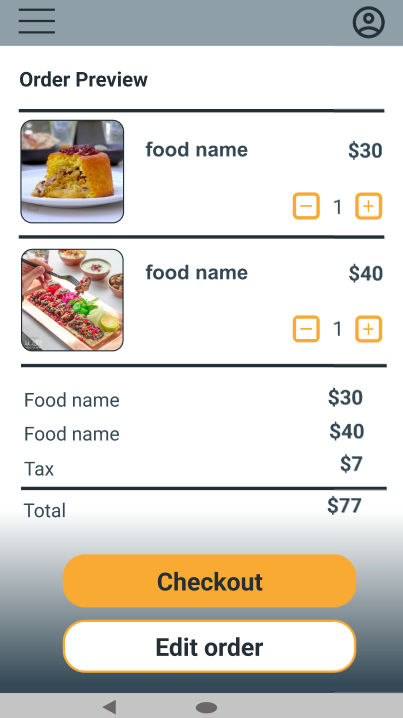 Order Preview
food name $30
1
food name $40
1
Food name $30
Food name $40
Tax $7
Total $77
Checkout
Edit order